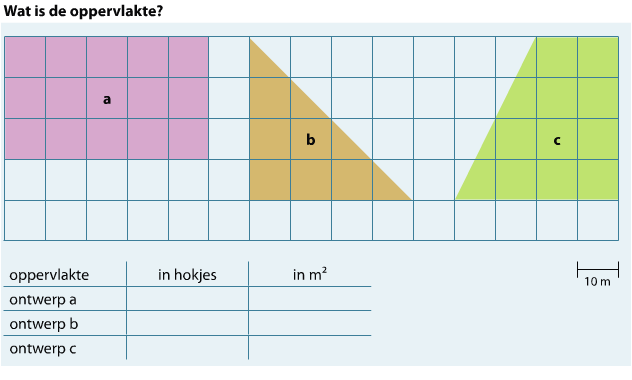 Wat is de oppervlakte?
a
b
c
oppervlakte in hokjes in m²
ontwerp a
ontwerp b
ontwerp c
10 m